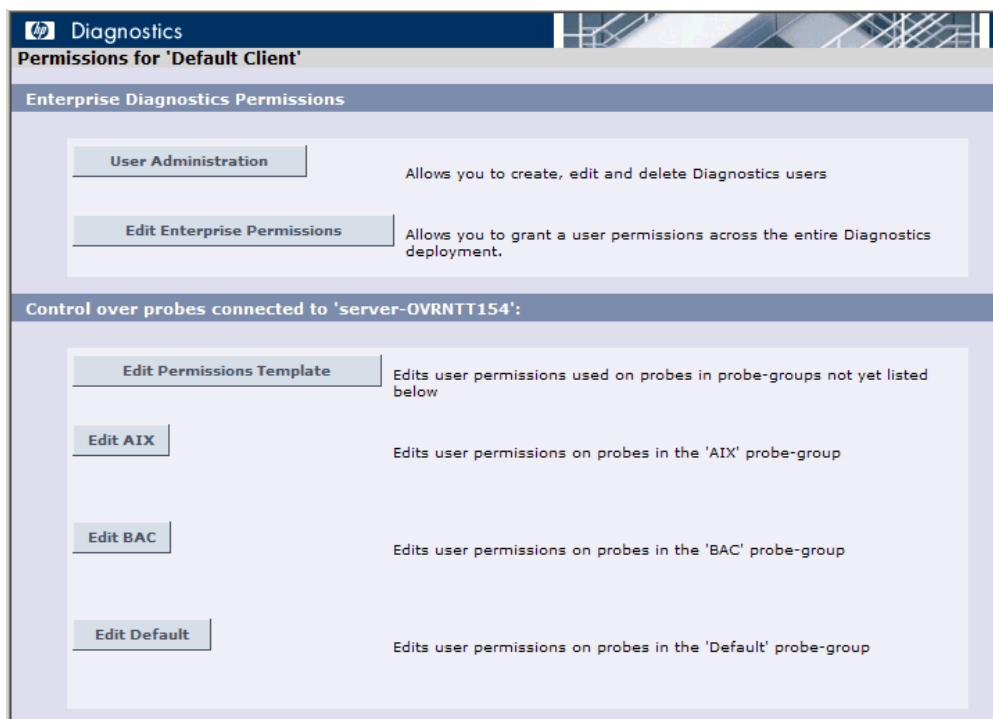 hp Diagnostics
Permissions for 'Default Client'
Enterprise Diagnostics Permissions
User Administration
Allows you to create, edit and delete Diagnostics users
Edit Enterprise Permissions
Allows you to grant a user permissions across the entire Diagnostics
deployment.
Control over probes connected to 'server-OVRNTT154':
Edit Permissions Template
Edits user permissions used on probes in probe-groups not yet listed
below
Edit AIX
Edits user permissions on probes in the 'AIX' probe-group
Edit BAC
Edits user permissions on probes in the 'BAC' probe-group
Edit Default
Edits user permissions on probes in the 'Default' probe-group